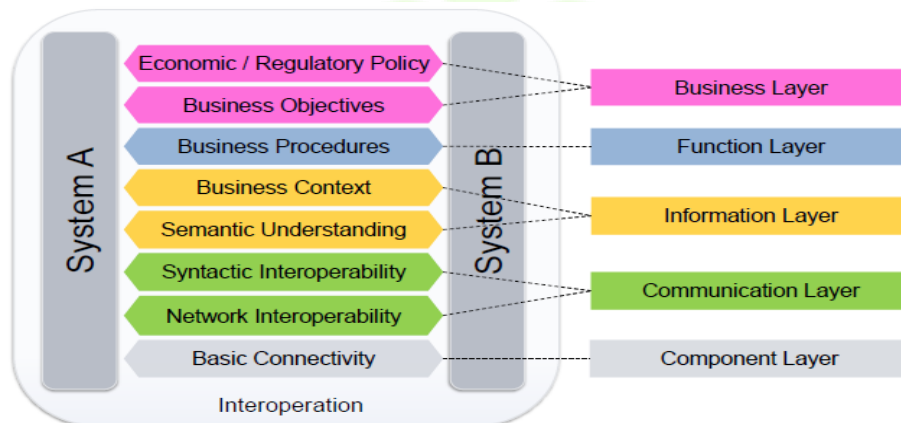 System A
Economic / Regulatory Policy
Business Objectives
Business Procedures
Business Context
Semantic Understanding
Syntactic Interoperability
Network Interoperability
Basic Connectivity
System B
Interoperation
Business Layer
Function Layer
Information Layer
Communication Layer
Component Layer